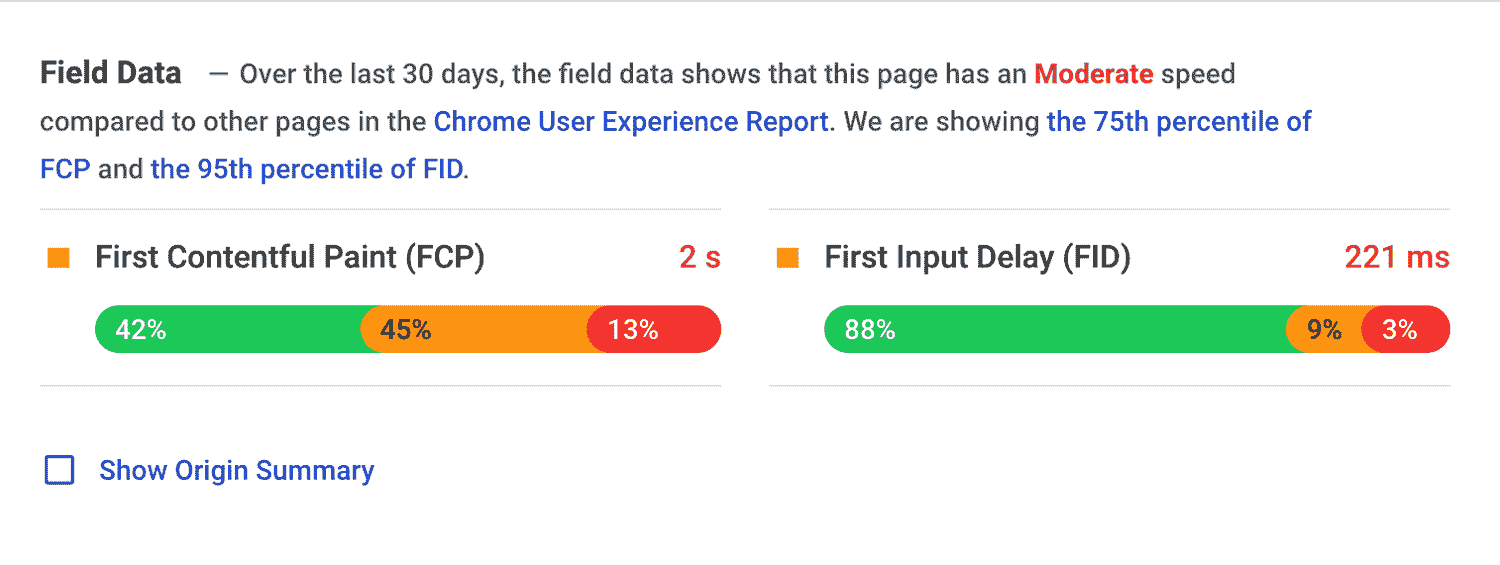 Field Data — Over the last 30 days, the field data shows that this page has an Moderate speed
compared to other pages in the Chrome User Experience Report. We are showing the 75th percentile of
FCP and the 95th percentile of FID.
First Contentful Paint (FCP) 2 s
42% 45% 13%
First Input Delay (FID) 221 ms
88% 9% 3%
Show Origin Summary